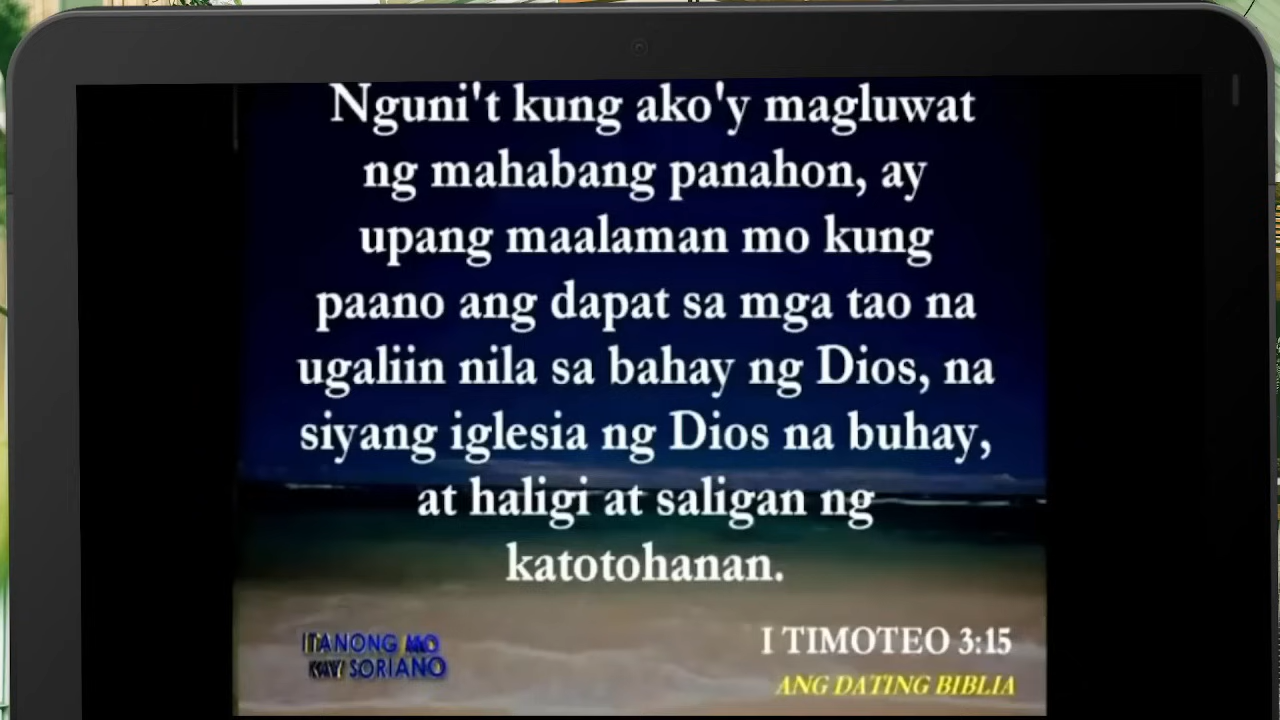 Nguni't kung ako'y magluwat
ng mahabang panahon, ay
upang maalaman mo kung
paano ang dapat sa mga tao na
ugaliin nila sa bahay ng Dios, na
siyang iglesia ng Dios na buhay,
at haligi at saligan ng
katotohanan.
ITANONG MO
KAY SORIANO
I TIMOTEO 3:15
ANG DATING BIBLIA